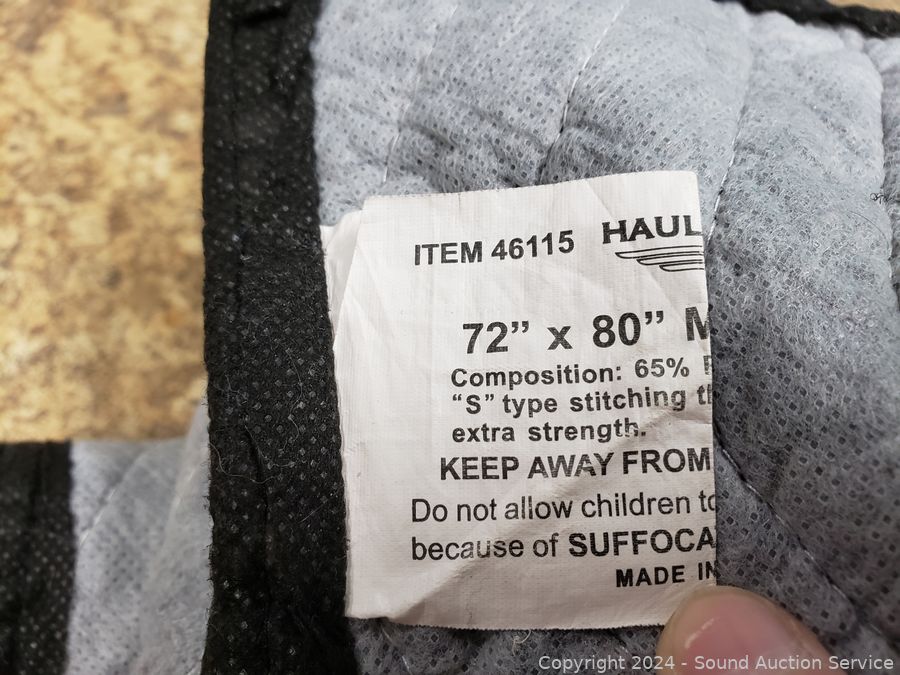 ITEM 46115 HAUL
72” x 80” M
Composition: 65%
“S” type stitching t
extra strength.
KEEP AWAY FROM
Do not allow children to
because of SUFFOCA
MADE IN
Copyright © 2024 - Sound Auction Service